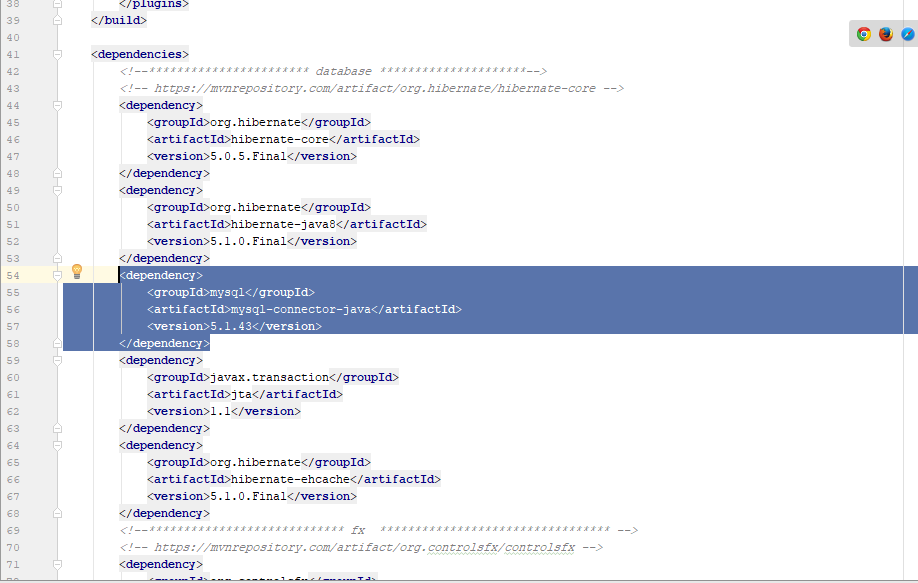 38 </plugins>
39 </build>
40
41 <dependencies>
42 <!--*********************** database *********************-->
43 <!-- https://mvnrepository.com/artifact/org.hibernate/hibernate-core -->
44 <dependency>
45 <groupId>org.hibernate</groupId>
46 <artifactId>hibernate-core</artifactId>
47 <version>5.0.5.Final</version>
48 </dependency>
49 <dependency>
50 <groupId>org.hibernate</groupId>
51 <artifactId>hibernate-java8</artifactId>
52 <version>5.1.0.Final</version>
53 </dependency>
54 <dependency>
55 <groupId>mysql</groupId>
56 <artifactId>mysql-connector-java</artifactId>
57 <version>5.1.43</version>
58 </dependency>
59 <dependency>
60 <groupId>javax.transaction</groupId>
61 <artifactId>jta</artifactId>
62 <version>1.1</version>
63 </dependency>
64 <dependency>
65 <groupId>org.hibernate</groupId>
66 <artifactId>hibernate-ehcache</artifactId>
67 <version>5.1.0.Final</version>
68 </dependency>
69 <!--**************************** fx ********************************* -->
70 <!-- https://mvnrepository.com/artifact/org.controlsfx/controlsfx -->
71 <dependency>
<groupId>org.controlsfx</groupId>